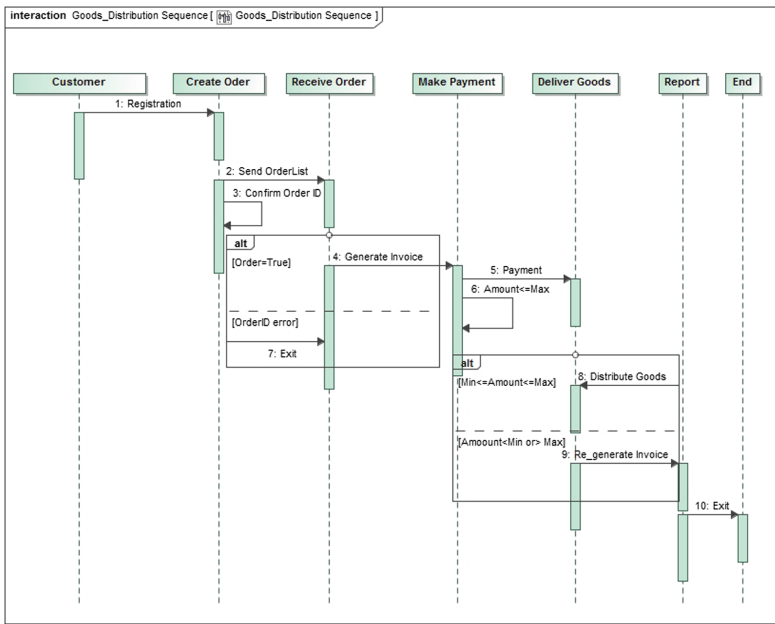 interaction Goods_Distribution Sequence [ Goods_Distribution Sequence ]
Customer
Create Oder
Receive Order
Make Payment
Deliver Goods
Report
End
1: Registration
2: Send OrderList
3: Confirm Order ID
alt
[Order=True]
4: Generate Invoice
5: Payment
6: Amount<=Max
[OrderID error]
7: Exit
alt
[Min<=Amount<=Max]
8: Distribute Goods
[Amoount<Min or> Max]
9: Re_generate Invoice
10: Exit